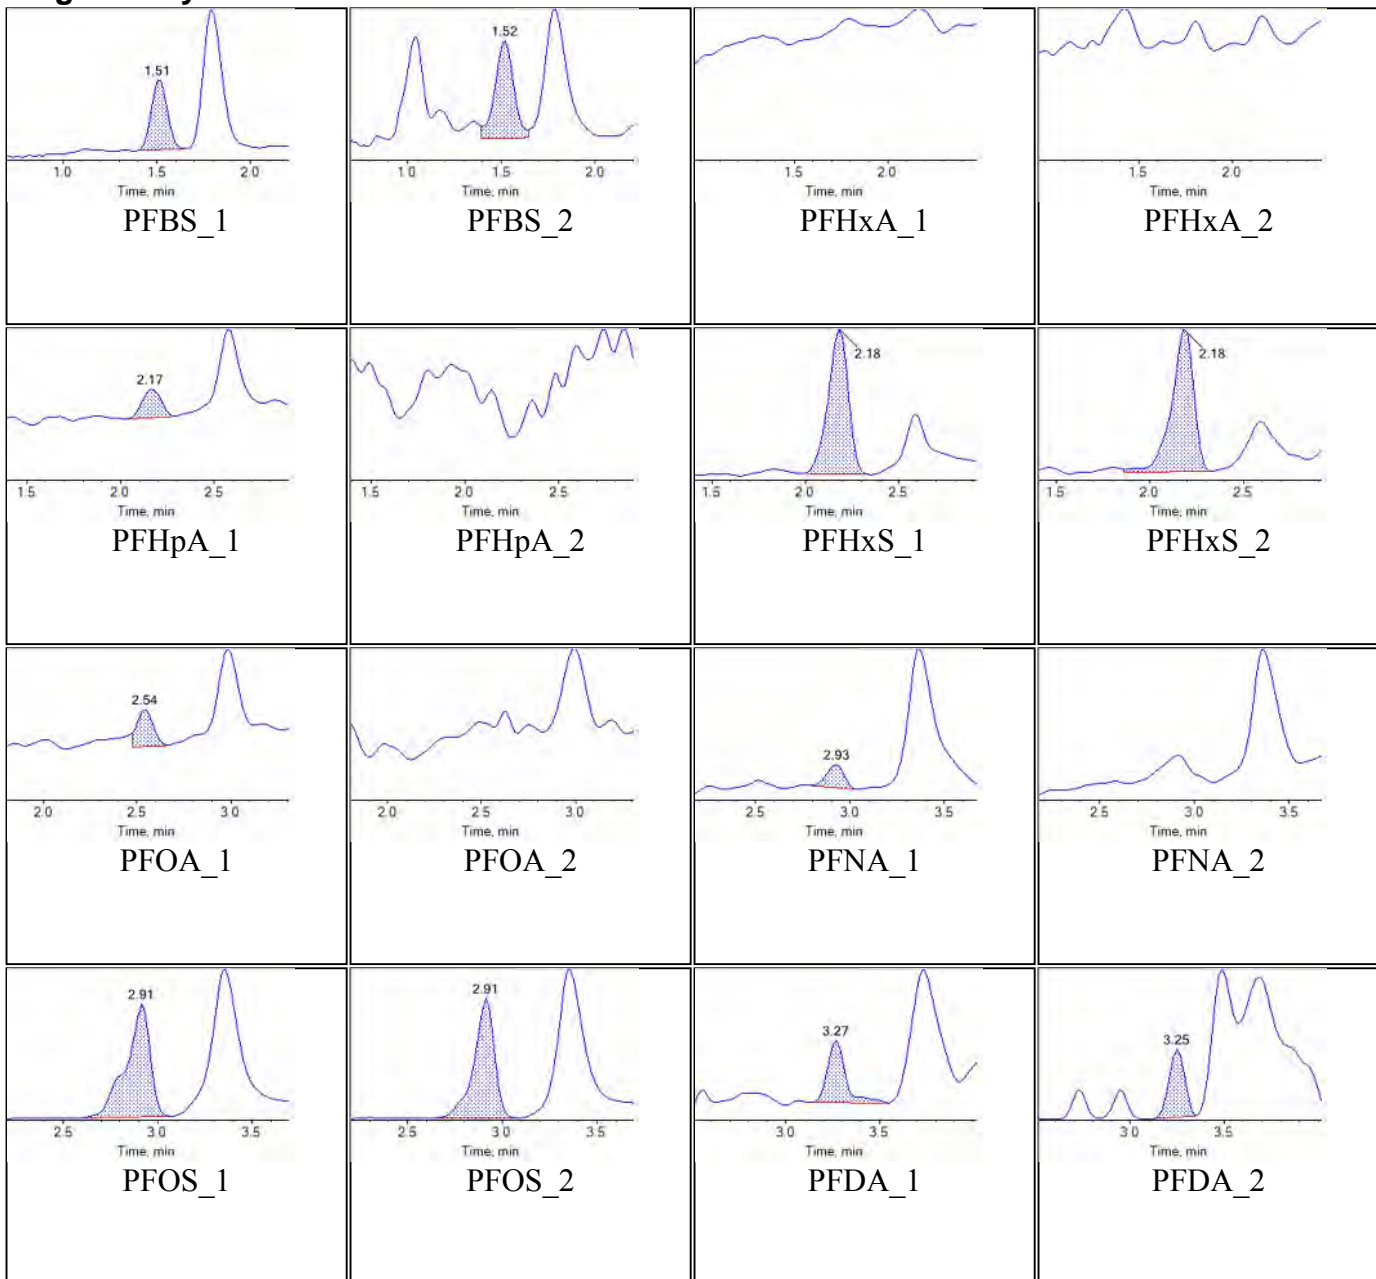 1.51
1.0 1.5 2.0
Time, min
PFBS_1
1.52
1.0 1.5 2.0
Time, min
PFBS_2
1.5 2.0
Time, min
PFHxA_1
1.5 2.0
Time, min
PFHxA_2
2.17
1.5 2.0 2.5
Time, min
PFHpA_1
1.5 2.0 2.5
Time, min
PFHpA_2
2.18
1.5 2.0 2.5
Time, min
PFHxS_1
2.18
1.5 2.0 2.5
Time, min
PFHxS_2
2.54
2.0 2.5 3.0
Time, min
PFOA_1
2.0 2.5 3.0
Time, min
PFOA_2
2.93
2.5 3.0 3.5
Time, min
PFNA_1
2.5 3.0 3.5
Time, min
PFNA_2
2.91
2.5 3.0 3.5
Time, min
PFOS_1
2.91
2.5 3.0 3.5
Time, min
PFOS_2
3.27
3.0 3.5
Time, min
PFDA_1
3.25
3.0 3.5
Time, min
PFDA_2